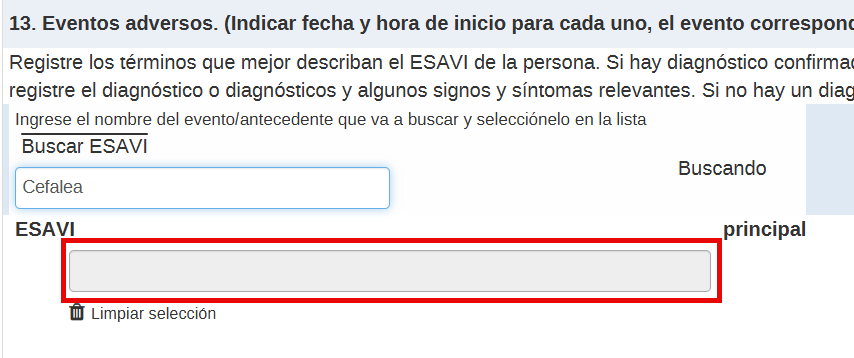 13. Eventos adversos. (Indicar fecha y hora de inicio para cada uno, el evento correspond
Registre los términos que mejor describan el ESAVI de la persona. Si hay diagnóstico confirmad
registre el diagnóstico o diagnósticos y algunos signos y síntomas relevantes. Si no hay un diag
Ingrese el nombre del evento/antecedente que va a buscar y selecciónelo en la lista
Buscar ESAVI
Buscando
Cefalea
ESAVI principal
Limpiar selección